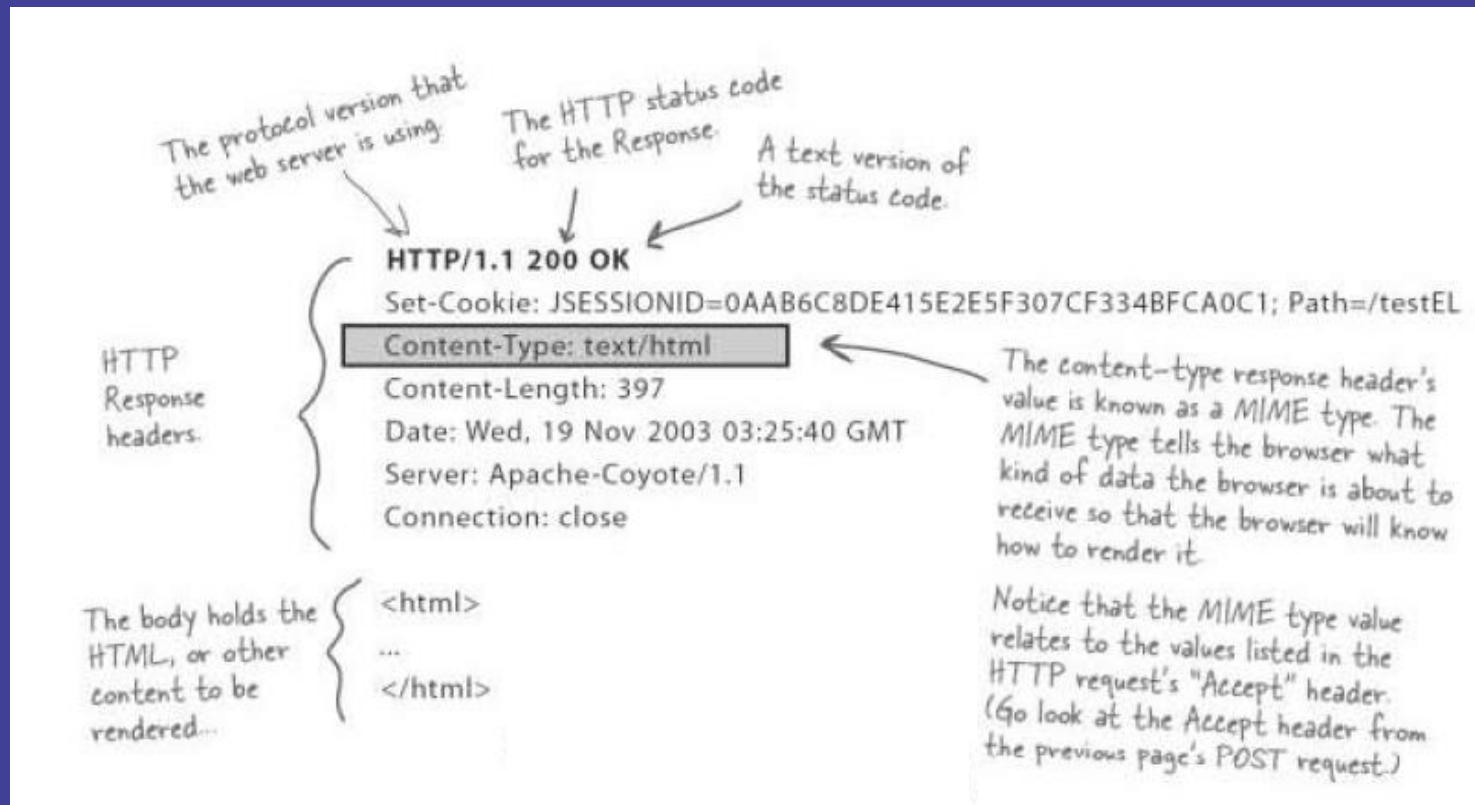 The protocol version that
the web server is using.
The HTTP status code
for the Response.
A text version of
the status code.
HTTP/1.1 200 OK
Set-Cookie: JSESSIONID=0AAB6C8DE415E2E5F307CF334BFCA0C1; Path=/testEL
Content-Type: text/html
Content-Length: 397
Date: Wed, 19 Nov 2003 03:25:40 GMT
Server: Apache-Coyote/1.1
Connection: close
HTTP
Response
headers.
The content-type response header's
value is known as a MIME type. The
MIME type tells the browser what
kind of data the browser is about to
receive so that the browser will know
how to render it.
Notice that the MIME type value
relates to the values listed in the
HTTP request's "Accept" header.
(Go look at the Accept header from
the previous page's POST request.)
The body holds the
HTML, or other
content to be
rendered...
<html>
...
</html>